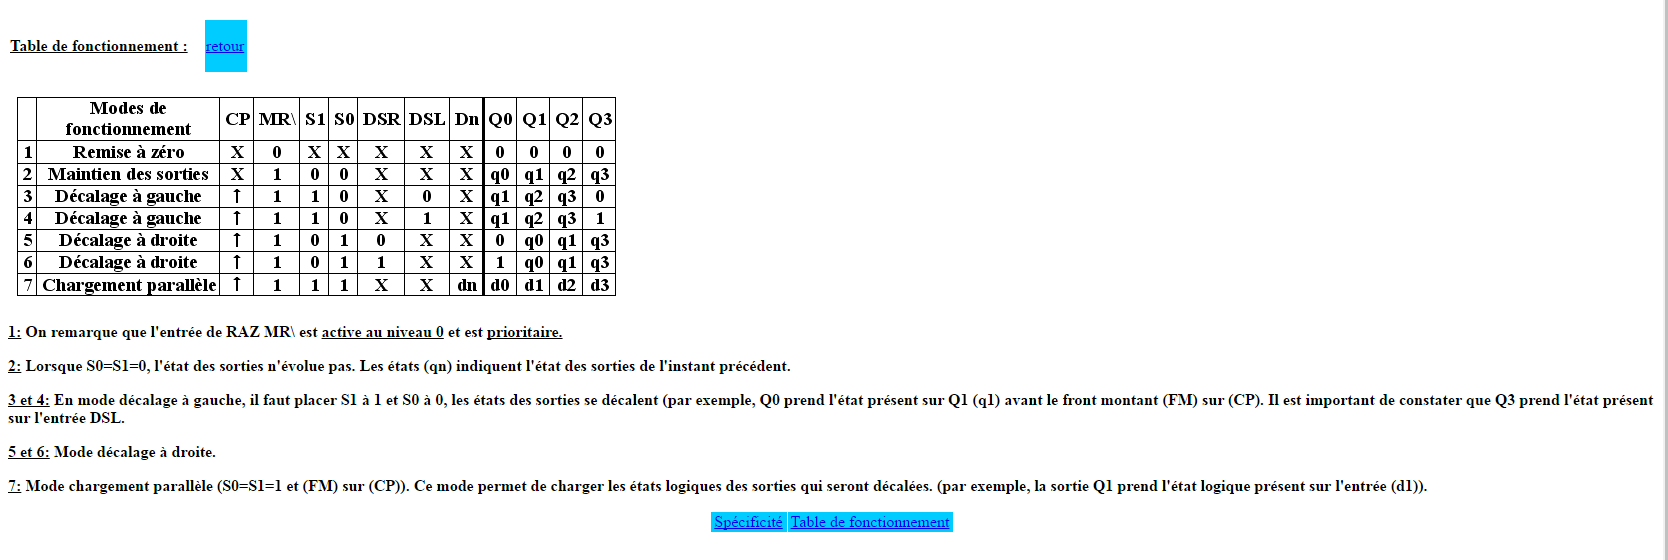 Table de fonctionnement : retour
Modes de fonctionnement CP MR\ S1 S0 DSR DSL Dn Q0 Q1 Q2 Q3
1 Remise à zéro X 0 X X X X X 0 0 0 0
2 Maintien des sorties X 1 0 0 X X X q0 q1 q2 q3
3 Décalage à gauche ↑ 1 1 0 X 0 X q1 q2 q3 0
4 Décalage à gauche ↑ 1 1 0 X 1 X q1 q2 q3 1
5 Décalage à droite ↑ 1 0 1 0 X X 0 q0 q1 q3
6 Décalage à droite ↑ 1 0 1 1 X X 1 q0 q1 q3
7 Chargement parallèle ↑ 1 1 1 X X dn d0 d1 d2 d3
1: On remarque que l'entrée de RAZ MR\ est active au niveau 0 et est prioritaire.
2: Lorsque S0=S1=0, l'état des sorties n'évolue pas. Les états (qn) indiquent l'état des sorties de l'instant précédent.
3 et 4: En mode décalage à gauche, il faut placer S1 à 1 et S0 à 0, les états des sorties se décalent (par exemple, Q0 prend l'état présent sur Q1 (q1) avant le front montant (FM) sur (CP). Il est important de constater que Q3 prend l'état présent
sur l'entrée DSL.
5 et 6: Mode décalage à droite.
7: Mode chargement parallèle (S0=S1=1 et (FM) sur (CP)). Ce mode permet de charger les états logiques des sorties qui seront décalées. (par exemple, la sortie Q1 prend l'état logique présent sur l'entrée (d1)).
Spécificité Table de fonctionnement